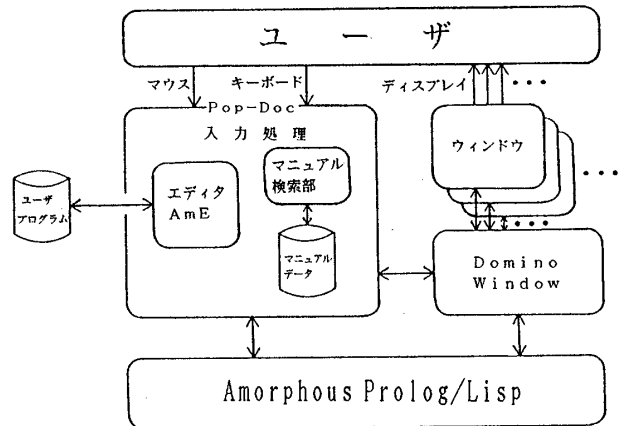 ユーザ
マウス
キーボード
ディスプレイ
Pop-Doc
入力処理
ウィンドウ
エディタ
AmE
マニュアル
検索部
ユーザ
プログラム
マニュアル
データ
Domino
Window
Amorphous Prolog/Lisp